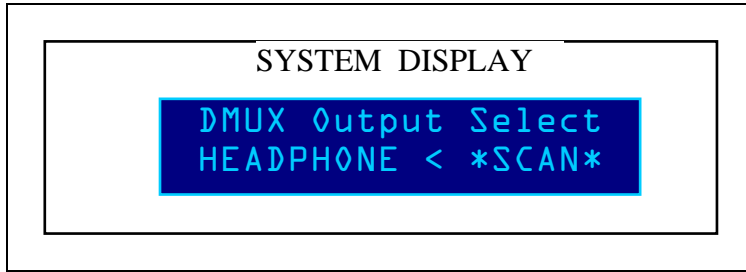 SYSTEM DISPLAY
DMUX Output Select
HEADPHONE < *SCAN*